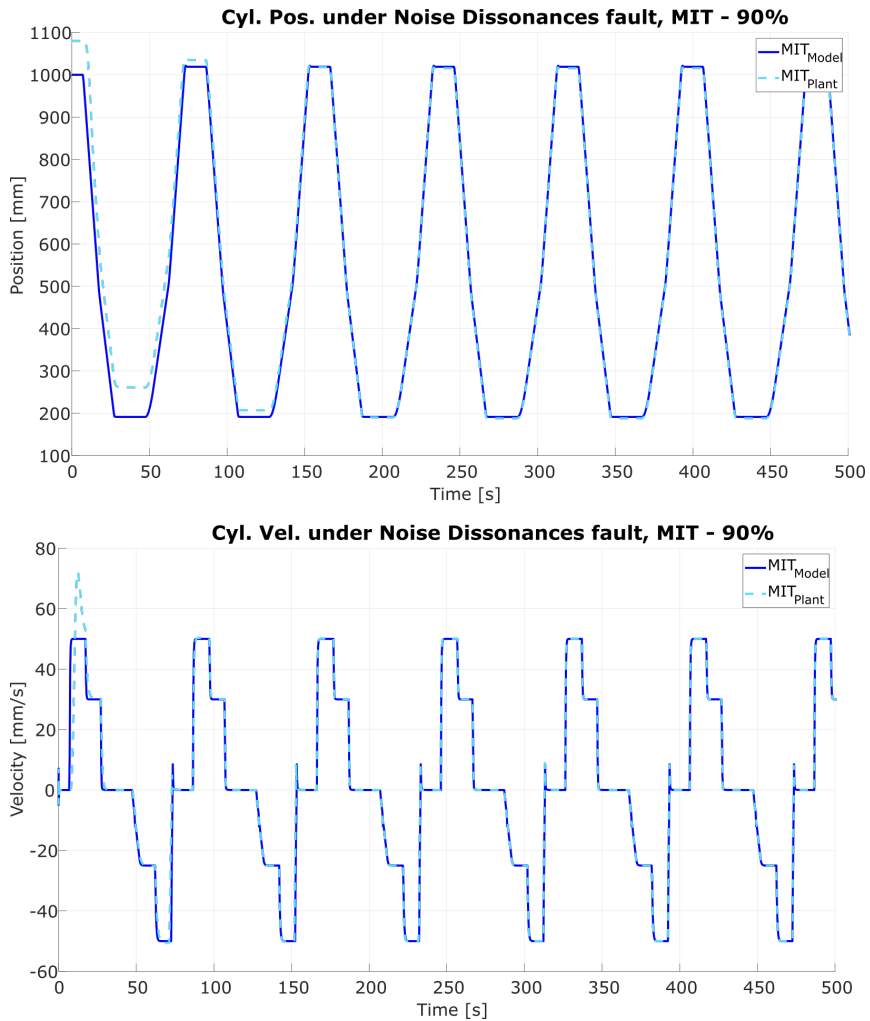 Cyl. Pos. under Noise Dissonances fault, MIT - 90%
1100
1000
900
800
700
600
500
400
300
200
100
Position [mm]
MIT_Model
MIT_Plant
0 50 100 150 200 250 300 350 400 450 500
Time [s]
Cyl. Vel. under Noise Dissonances fault, MIT - 90%
80
60
40
20
0
-20
-40
-60
Velocity [mm/s]
MIT_Model
MIT_Plant
0 50 100 150 200 250 300 350 400 450 500
Time [s]